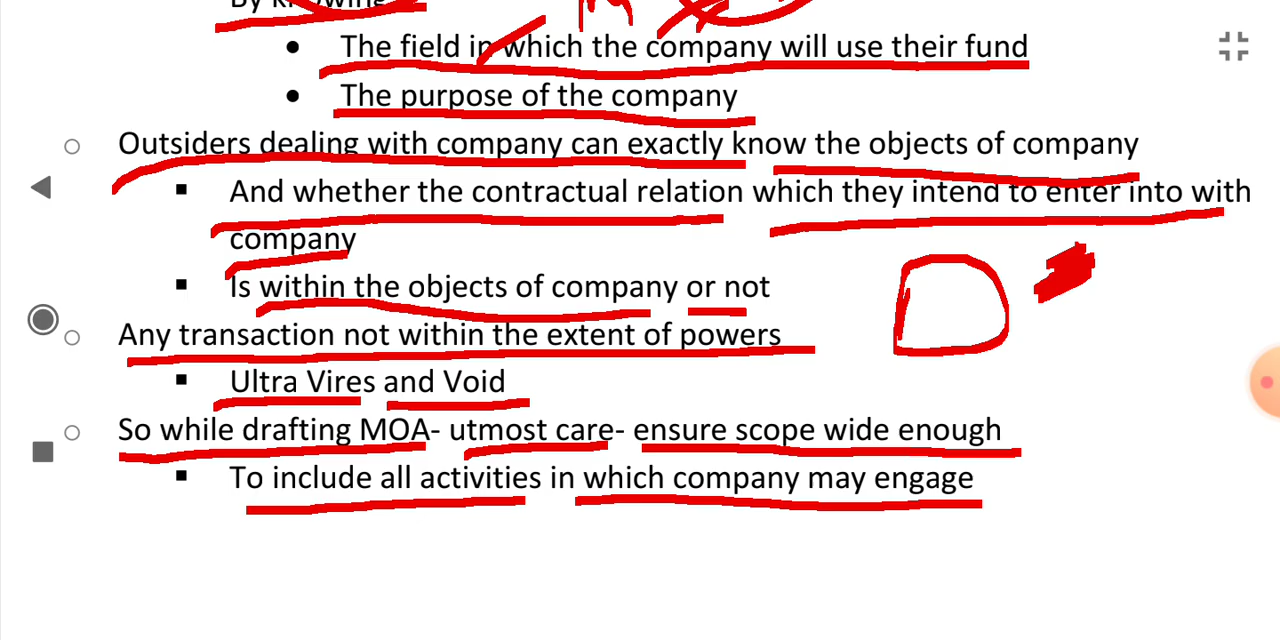 By knowing
• The field in which the company will use their fund
• The purpose of the company
○ Outsiders dealing with company can exactly know the objects of company
▪ And whether the contractual relation which they intend to enter into with
company
▪ Is within the objects of company or not
○ Any transaction not within the extent of powers
▪ Ultra Vires and Void
○ So while drafting MOA- utmost care- ensure scope wide enough
▪ To include all activities in which company may engage